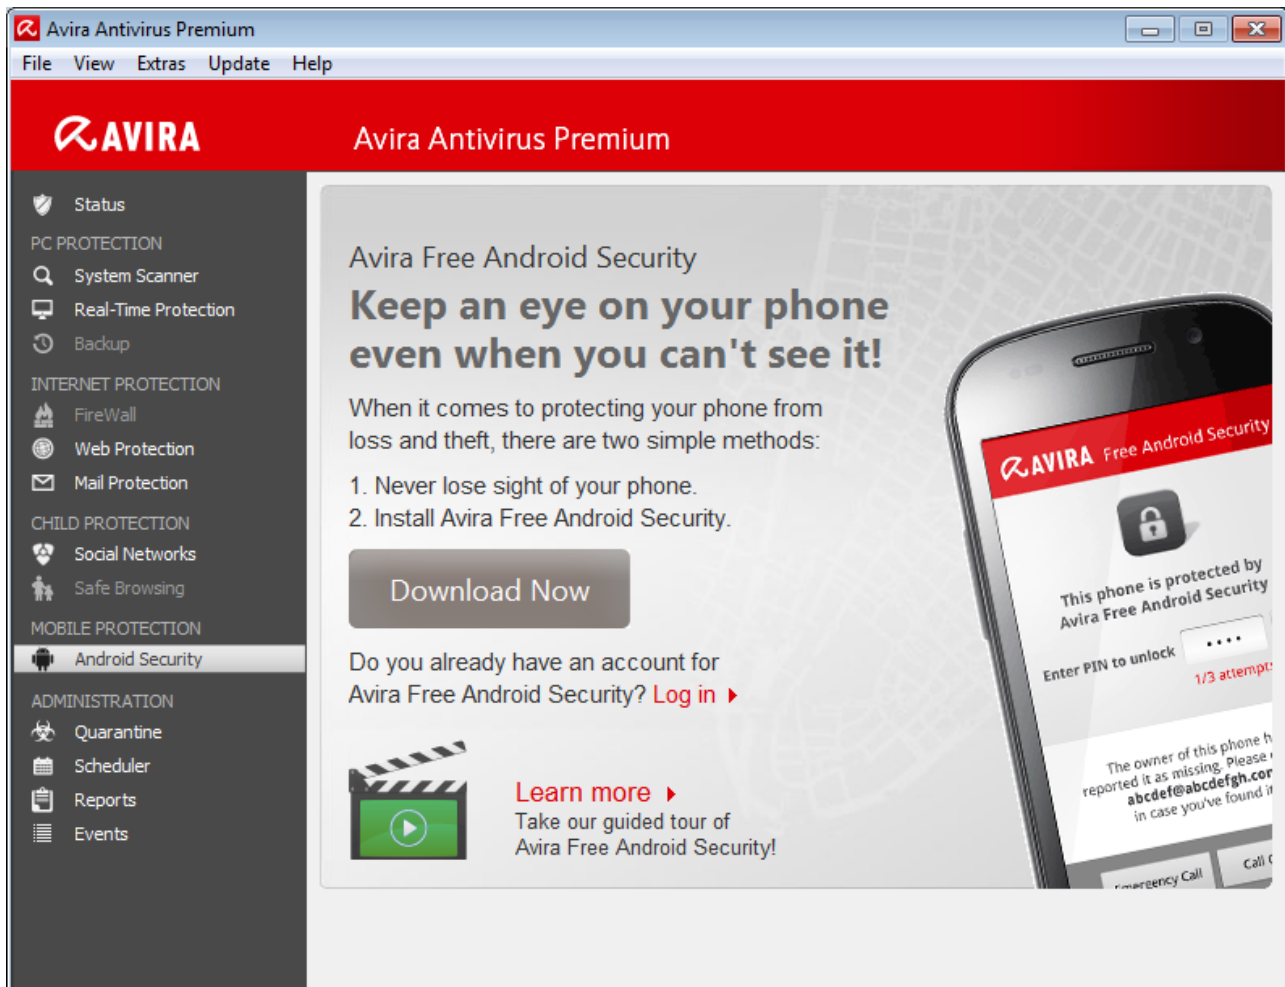 Avira Antivirus Premium
File View Extras Update Help
AVIRA
Avira Antivirus Premium
Status
PC PROTECTION
System Scanner
Real-Time Protection
Backup
INTERNET PROTECTION
FireWall
Web Protection
Mail Protection
CHILD PROTECTION
Social Networks
Safe Browsing
MOBILE PROTECTION
Android Security
ADMINISTRATION
Quarantine
Scheduler
Reports
Events
Avira Free Android Security
Keep an eye on your phone
even when you can't see it!
When it comes to protecting your phone from
loss and theft, there are two simple methods:
1. Never lose sight of your phone.
2. Install Avira Free Android Security.
Download Now
Do you already have an account for
Avira Free Android Security? Log in
Learn more
Take our guided tour of
Avira Free Android Security!
AVIRA Free Android Security
This phone is protected by
Avira Free Android Security
Enter PIN to unlock ••••
1/3 attempts
The owner of this phone
reported it as missing. Please
abcdef@abcdefgh.com
in case you've found it
Emergency Call
Call